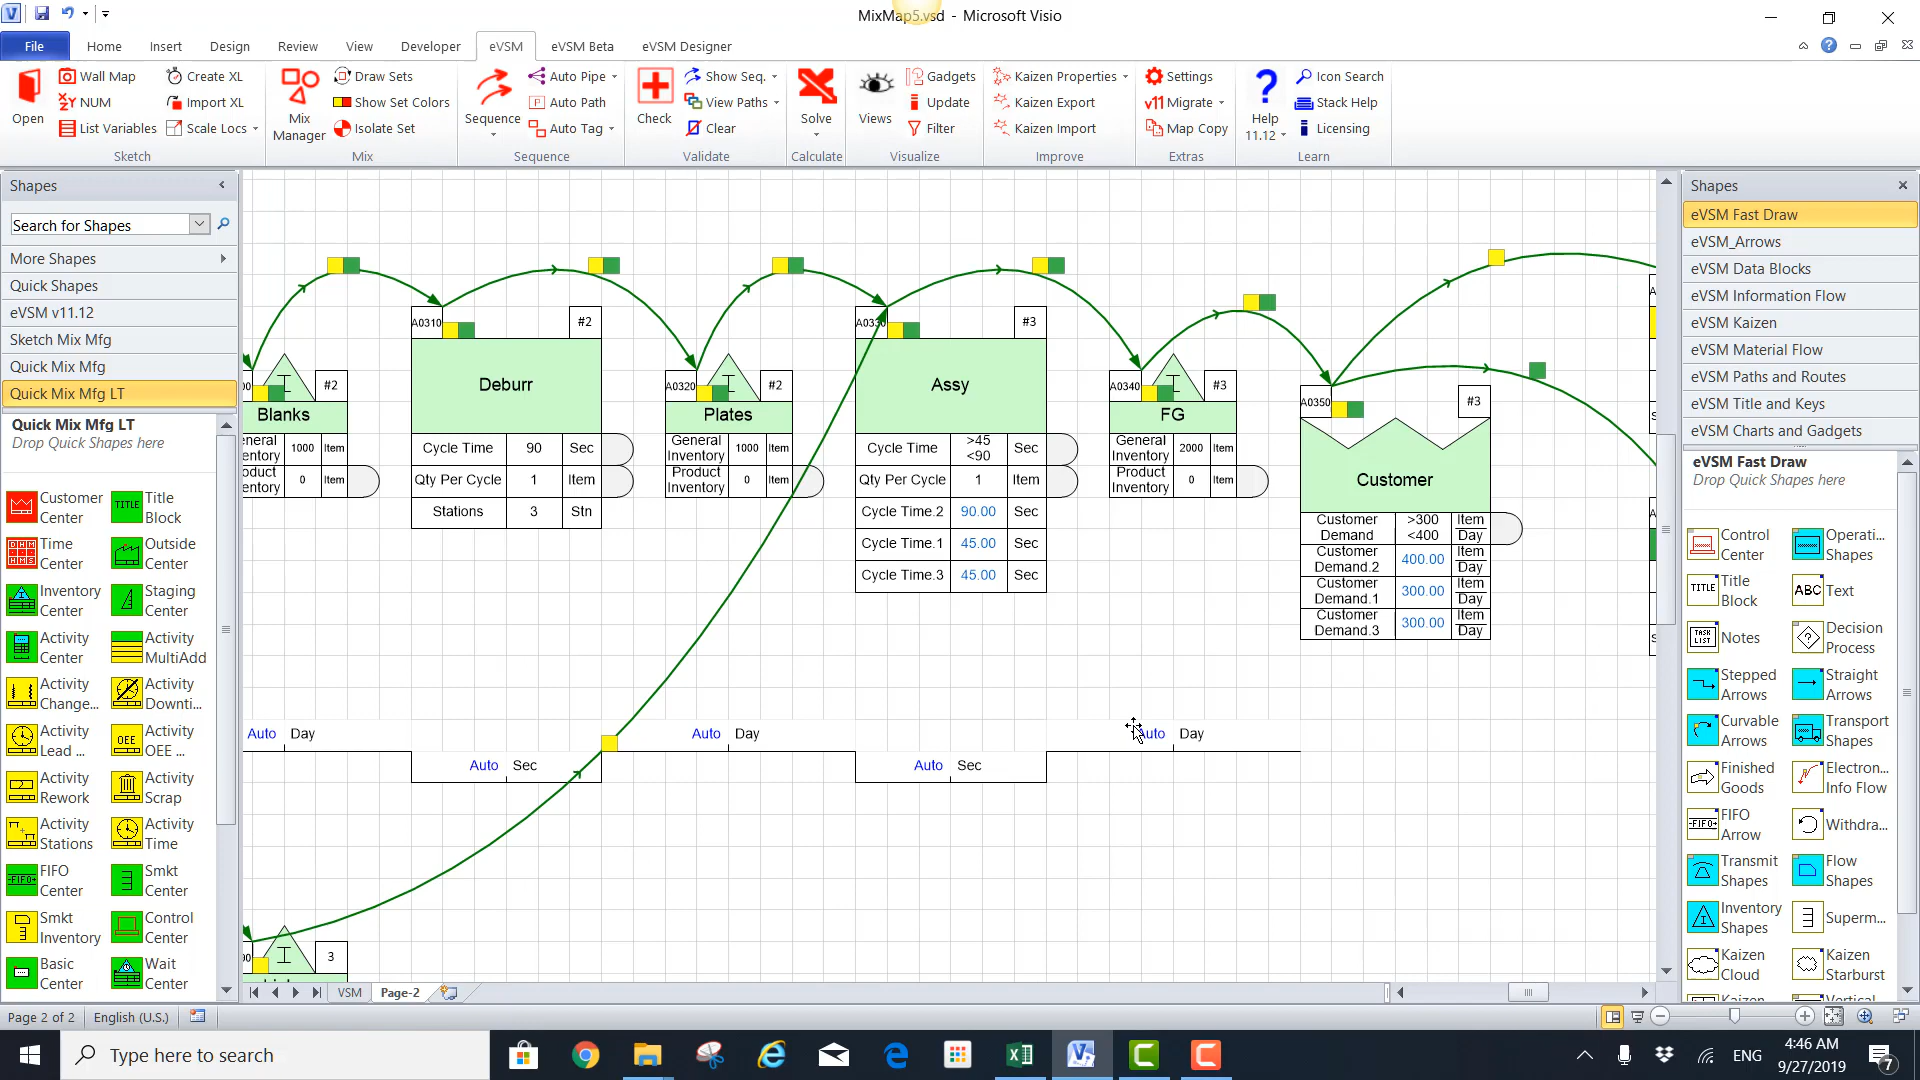 MixMap5.vsd - Microsoft Visio
File Home Insert Design Review View Developer eVSM eVSM Beta eVSM Designer
Open
Wall Map
NUM
List Variables
Create XL
Import XL
Scale Locs
Sketch
Mix
Manager
Draw Sets
Show Set Colors
Isolate Set
Mix
Sequence
Auto Pipe
Auto Path
Auto Tag
Sequence
Check
Show Seq.
View Paths
Clear
Validate
Solve
Calculate
Views
Gadgets
Update
Filter
Visualize
Kaizen Properties
Kaizen Export
Kaizen Import
Improve
Settings
v11 Migrate
Map Copy
Extras
Help
11.12
Icon Search
Stack Help
Licensing
Learn
Shapes
Search for Shapes
More Shapes
Quick Shapes
eVSM v11.12
Sketch Mix Mfg
Quick Mix Mfg
Quick Mix Mfg LT
Quick Mix Mfg LT
Drop Quick Shapes here
Customer
Center
TITLE
Title
Block
Time
Center
Outside
Center
Inventory
Center
Staging
Center
Activity
Center
Activity
MultiAdd
Activity
Change...
Activity
Downti...
Activity
Lead ...
OEE
Activity
OEE ...
Activity
Rework
Activity
Scrap
Activity
Stations
Activity
Time
FIFO
Center
Smkt
Center
Smkt
Inventory
Control
Center
Basic
Center
Wait
Center
#2
Blanks
1000 Item
0 Item
A0310 #2
Deburr
Cycle Time 90 Sec
Qty Per Cycle 1 Item
Stations 3 Stn
A0320 #2
Plates
General
Inventory 1000 Item
Product
Inventory 0 Item
A0330 #3
Assy
Cycle Time >45
<90 Sec
Qty Per Cycle 1 Item
Cycle Time.2 90.00 Sec
Cycle Time.1 45.00 Sec
Cycle Time.3 45.00 Sec
A0340 #3
FG
General
Inventory 2000 Item
Product
Inventory 0 Item
A0350 #3
Customer
Customer
Demand >300
<400 Item
Day
Customer
Demand.2 400.00 Item
Day
Customer
Demand.1 300.00 Item
Day
Customer
Demand.3 300.00 Item
Day
Auto Day
Auto Sec
Auto Day
Auto Sec
Auto Day
3
VSM Page-2
Shapes
eVSM Fast Draw
eVSM_Arrows
eVSM Data Blocks
eVSM Information Flow
eVSM Kaizen
eVSM Material Flow
eVSM Paths and Routes
eVSM Title and Keys
eVSM Charts and Gadgets
eVSM Fast Draw
Drop Quick Shapes here
Control
Center
Operati...
Shapes
TITLE
Title
Block
ABC
Text
TASK
LIST
Notes
Decision
Process
Stepped
Arrows
Straight
Arrows
Curvable
Arrows
Transport
Shapes
Finished
Goods
Electron...
Info Flow
FIFO
FIFO
Arrow
Withdra...
Transmit
Shapes
Flow
Shapes
Inventory
Shapes
Superm...
Kaizen
Cloud
Kaizen
Starburst
Page 2 of 2 English (U.S.)
Type here to search
ENG
4:46 AM
9/27/2019
7